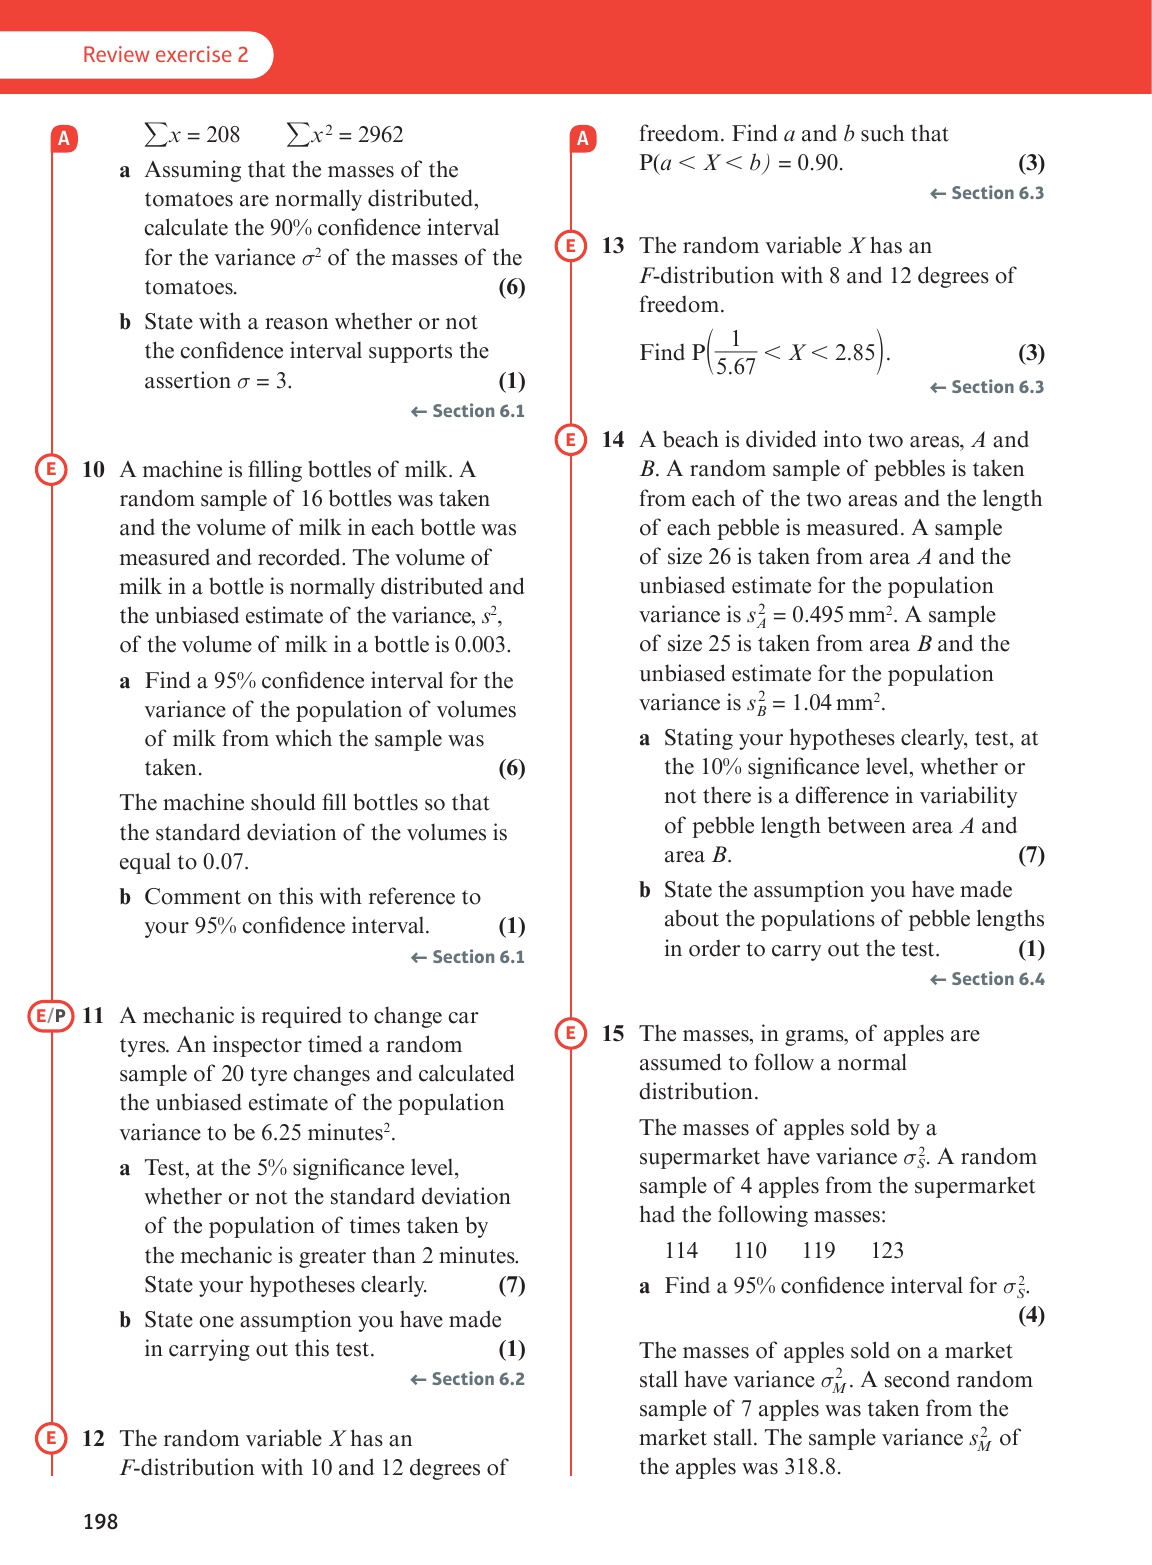 Review exercise 2
A
∑x = 208 ∑x² = 2962
a Assuming that the masses of the
tomatoes are normally distributed,
calculate the 90% confidence interval
for the variance σ² of the masses of the
tomatoes. (6)
b State with a reason whether or not
the confidence interval supports the
assertion σ = 3. (1)
← Section 6.1
E 10 A machine is filling bottles of milk. A
random sample of 16 bottles was taken
and the volume of milk in each bottle was
measured and recorded. The volume of
milk in a bottle is normally distributed and
the unbiased estimate of the variance, s²,
of the volume of milk in a bottle is 0.003.
a Find a 95% confidence interval for the
variance of the population of volumes
of milk from which the sample was
taken. (6)
The machine should fill bottles so that
the standard deviation of the volumes is
equal to 0.07.
b Comment on this with reference to
your 95% confidence interval. (1)
← Section 6.1
E/P 11 A mechanic is required to change car
tyres. An inspector timed a random
sample of 20 tyre changes and calculated
the unbiased estimate of the population
variance to be 6.25 minutes².
a Test, at the 5% significance level,
whether or not the standard deviation
of the population of times taken by
the mechanic is greater than 2 minutes.
State your hypotheses clearly. (7)
b State one assumption you have made
in carrying out this test. (1)
← Section 6.2
E 12 The random variable X has an
F-distribution with 10 and 12 degrees of
A
freedom. Find a and b such that
P(a < X < b) = 0.90. (3)
← Section 6.3
E 13 The random variable X has an
F-distribution with 8 and 12 degrees of
freedom.
Find P(1/5.67 < X < 2.85). (3)
← Section 6.3
E 14 A beach is divided into two areas, A and
B. A random sample of pebbles is taken
from each of the two areas and the length
of each pebble is measured. A sample
of size 26 is taken from area A and the
unbiased estimate for the population
variance is s²_A = 0.495 mm². A sample
of size 25 is taken from area B and the
unbiased estimate for the population
variance is s²_B = 1.04 mm².
a Stating your hypotheses clearly, test, at
the 10% significance level, whether or
not there is a difference in variability
of pebble length between area A and
area B. (7)
b State the assumption you have made
about the populations of pebble lengths
in order to carry out the test. (1)
← Section 6.4
E 15 The masses, in grams, of apples are
assumed to follow a normal
distribution.
The masses of apples sold by a
supermarket have variance σ²_S. A random
sample of 4 apples from the supermarket
had the following masses:
114 110 119 123
a Find a 95% confidence interval for σ²_S.
(4)
The masses of apples sold on a market
stall have variance σ²_M. A second random
sample of 7 apples was taken from the
market stall. The sample variance s²_M of
the apples was 318.8.
198